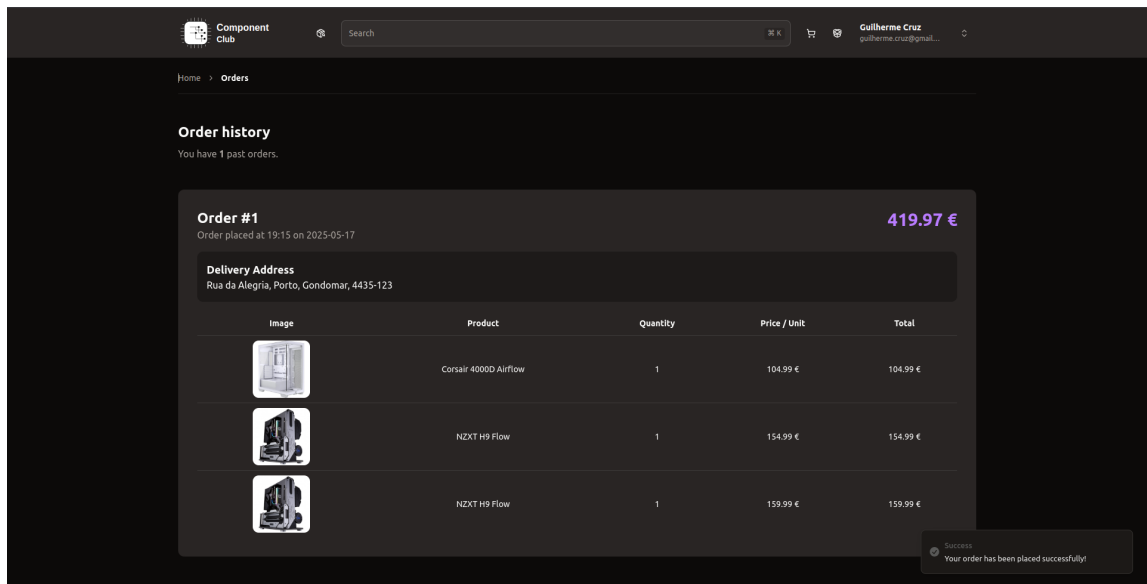 Component
Club
Search
⌘ K
Guilherme Cruz
guilherme.cruz@gmail...
Home > Orders
Order history
You have 1 past orders.
Order #1
419.97 €
Order placed at 19:15 on 2025-05-17
Delivery Address
Rua da Alegria, Porto, Gondomar, 4435-123
Image Product Quantity Price / Unit Total
Corsair 4000D Airflow 1 104.99 € 104.99 €
NZXT H9 Flow 1 154.99 € 154.99 €
NZXT H9 Flow 1 159.99 € 159.99 €
Success
Your order has been placed successfully!